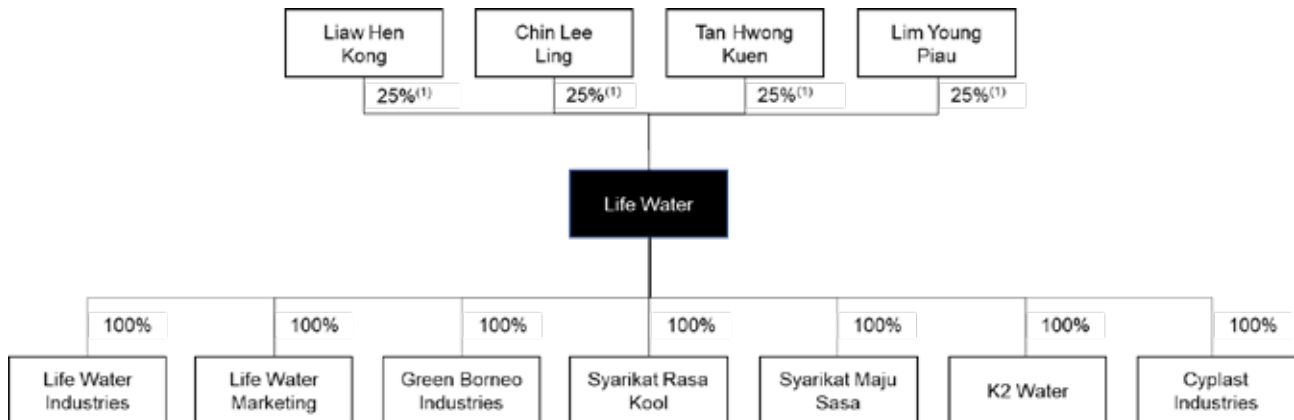 Liaw Hen
Kong
Chin Lee
Ling
Tan Hwong
Kuen
Lim Young
Piau
25%(1)
25%(1)
25%(1)
25%(1)
Life Water
100%
100%
100%
100%
100%
100%
100%
Life Water
Industries
Life Water
Marketing
Green Borneo
Industries
Syarikat Rasa
Kool
Syarikat Maju
Sasa
K2 Water
Cyplast
Industries